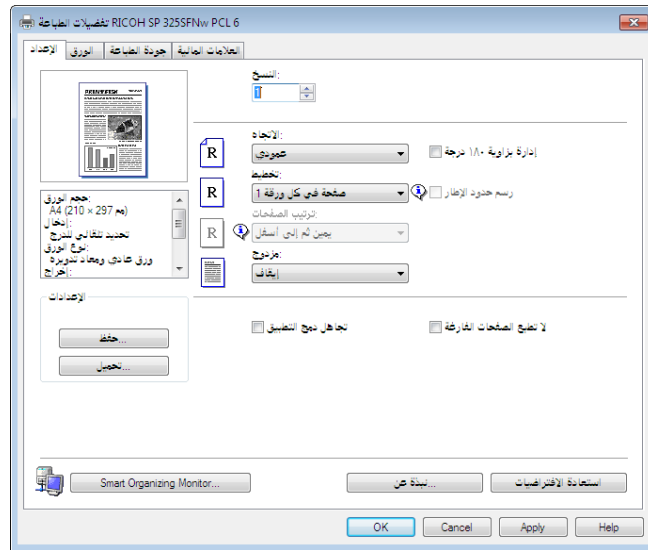 تفضيلات الطباعة RICOH SP 325SFNw PCL 6
الإعداد
الورق
جودة الطباعة
العلامات المائية
النسخ:
1
الاتجاه:
عمودي
إدارة بزاوية ١٨٠ درجة
تخطيط:
صفحة في كل ورقة 1
رسم حدود الإطار
ترتيب الصفحات:
يمين ثم إلى أسفل
مزدوج:
إيقاف
حجم الورق:
A4 (210 × 297 مم)
إدخال:
تحديد تلقائي للدرج
نوع الورق:
ورق عادي ومعاد تدويره
إخراج:
الإعدادات
حفظ...
تحميل...
تجاهل دمج التطبيق
لا تطبع الصفحات الفارغة
Smart Organizing Monitor...
نبذة عن...
استعادة الافتراضيات
OK
Cancel
Apply
Help
R
R
R